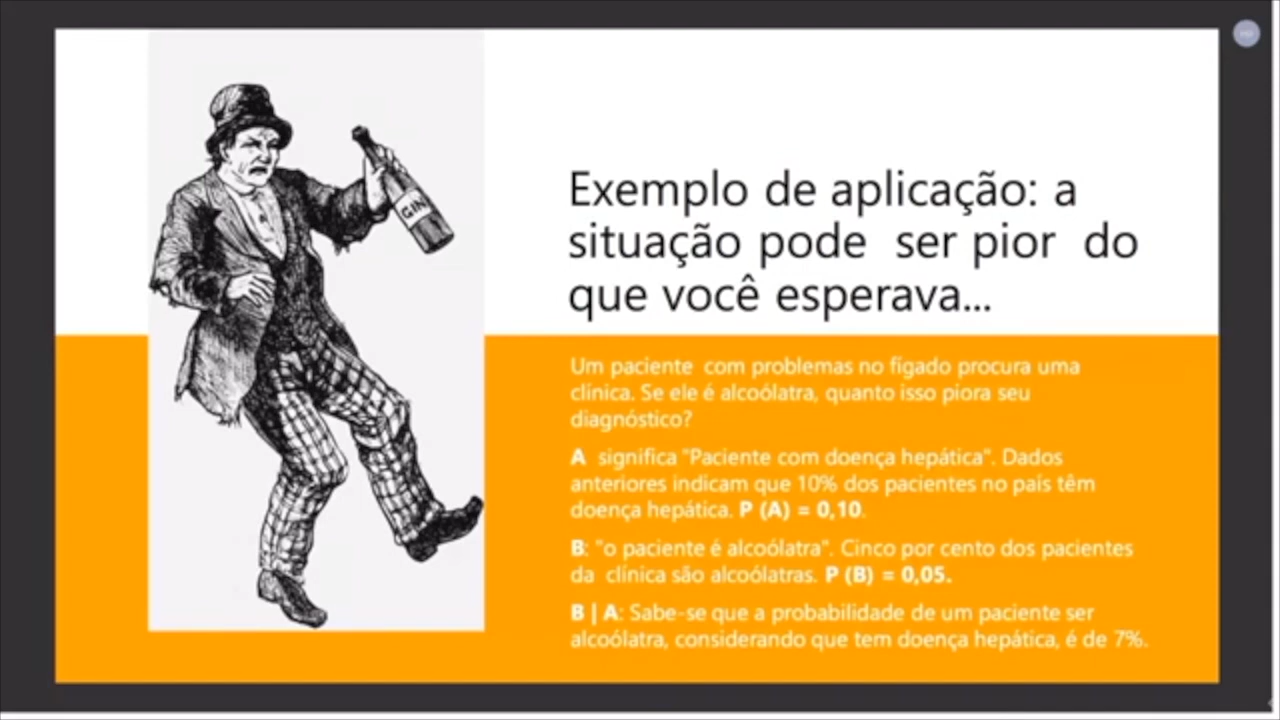 GIN
Exemplo de aplicação: a
situação pode ser pior do
que você esperava...
Um paciente com problemas no fígado procura uma
clínica. Se ele é alcoólatra, quanto isso piora seu
diagnóstico?
A significa "Paciente com doença hepática". Dados
anteriores indicam que 10% dos pacientes no país têm
doença hepática. P (A) = 0,10.
B: "o paciente é alcoólatra". Cinco por cento dos pacientes
da clínica são alcoólatras. P (B) = 0,05.
B | A: Sabe-se que a probabilidade de um paciente ser
alcoólatra, considerando que tem doença hepática, é de 7%.